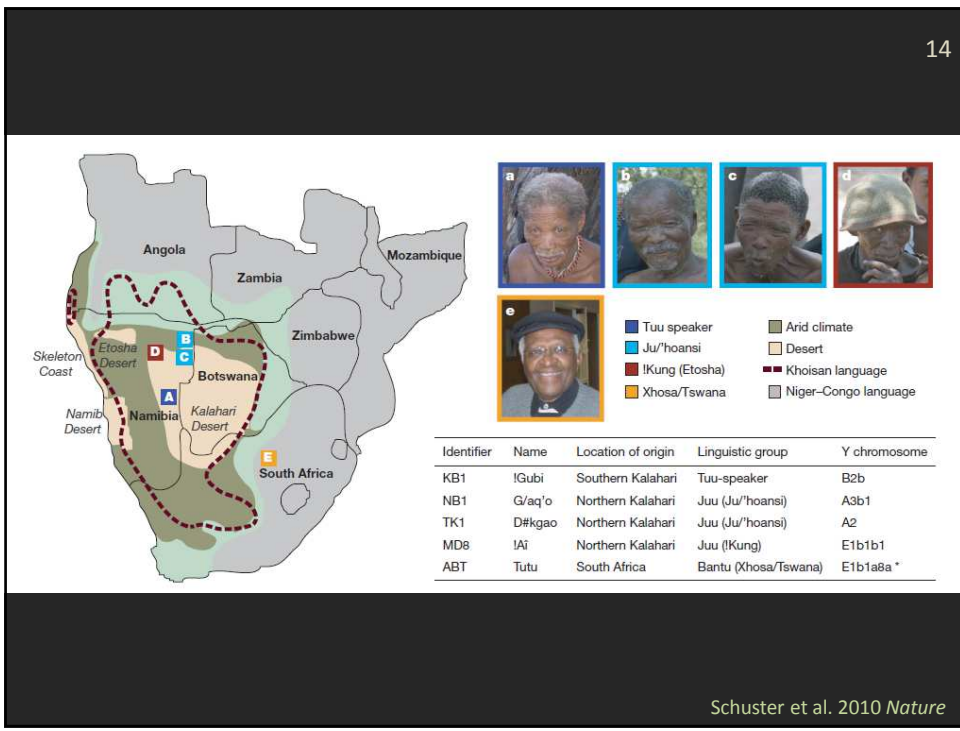 14
Angola
Zambia
Mozambique
Zimbabwe
Skeleton
Coast
Etosha
Desert
B
D
C
Botswana
A
Namib
Desert
Namibia
Kalahari
Desert
E
South Africa
a
b
c
d
e
Tuu speaker
Ju/'hoansi
!Kung (Etosha)
Xhosa/Tswana
Arid climate
Desert
Khoisan language
Niger–Congo language
Identifier Name Location of origin Linguistic group Y chromosome
KB1 !Gubi Southern Kalahari Tuu-speaker B2b
NB1 G/aq'o Northern Kalahari Juu (Ju/'hoansi) A3b1
TK1 D#kgao Northern Kalahari Juu (Ju/'hoansi) A2
MD8 !Aî Northern Kalahari Juu (!Kung) E1b1b1
ABT Tutu South Africa Bantu (Xhosa/Tswana) E1b1a8a *
Schuster et al. 2010 Nature